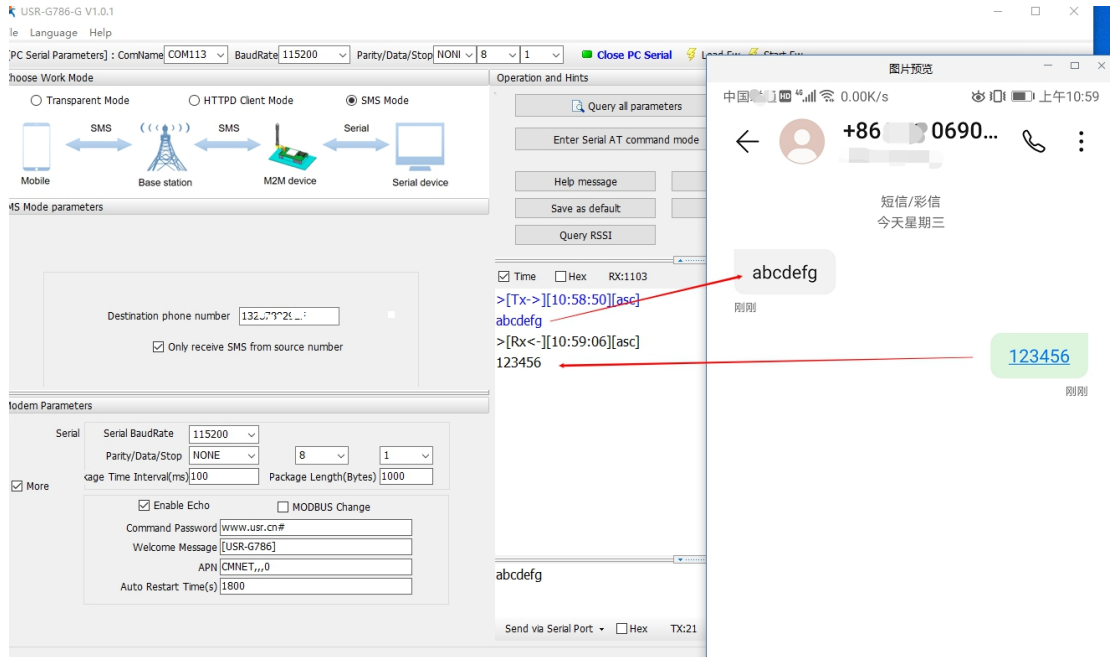 USR-G786-G V1.0.1
Language Help
PC Serial Parameters] : ComName COM113 BaudRate 115200 Parity/Data/Stop NONI 8 1 Close PC Serial
Work Mode
Operation and Hints
Transparent Mode HTTPD Client Mode SMS Mode
SMS SMS Serial
Mobile Base station M2M device Serial device
Mode parameters
Destination phone number
Only receive SMS from source number
Parameters
Serial Serial BaudRate 115200
Parity/Data/Stop NONE 8 1
Time Interval(ms) 100 Package Length(Bytes) 1000
More
Enable Echo MODBUS Change
Command Password www.usr.cn#
Welcome Message [USR-G786]
APN CMNET,,,0
Auto Restart Time(s) 1800
Query all parameters
Enter Serial AT command mode
Help message
Save as default
Query RSSI
Time Hex RX:1103
>[Tx->][10:58:50][asc]
abcdefg
>[Rx<-][10:59:06][asc]
123456
abcdefg
Send via Serial Port Hex TX:21
图片预览
中国 HD 46 0.00K/s 上午10:59
+86 0690...
短信/彩信
今天星期三
abcdefg
刚刚
123456
刚刚